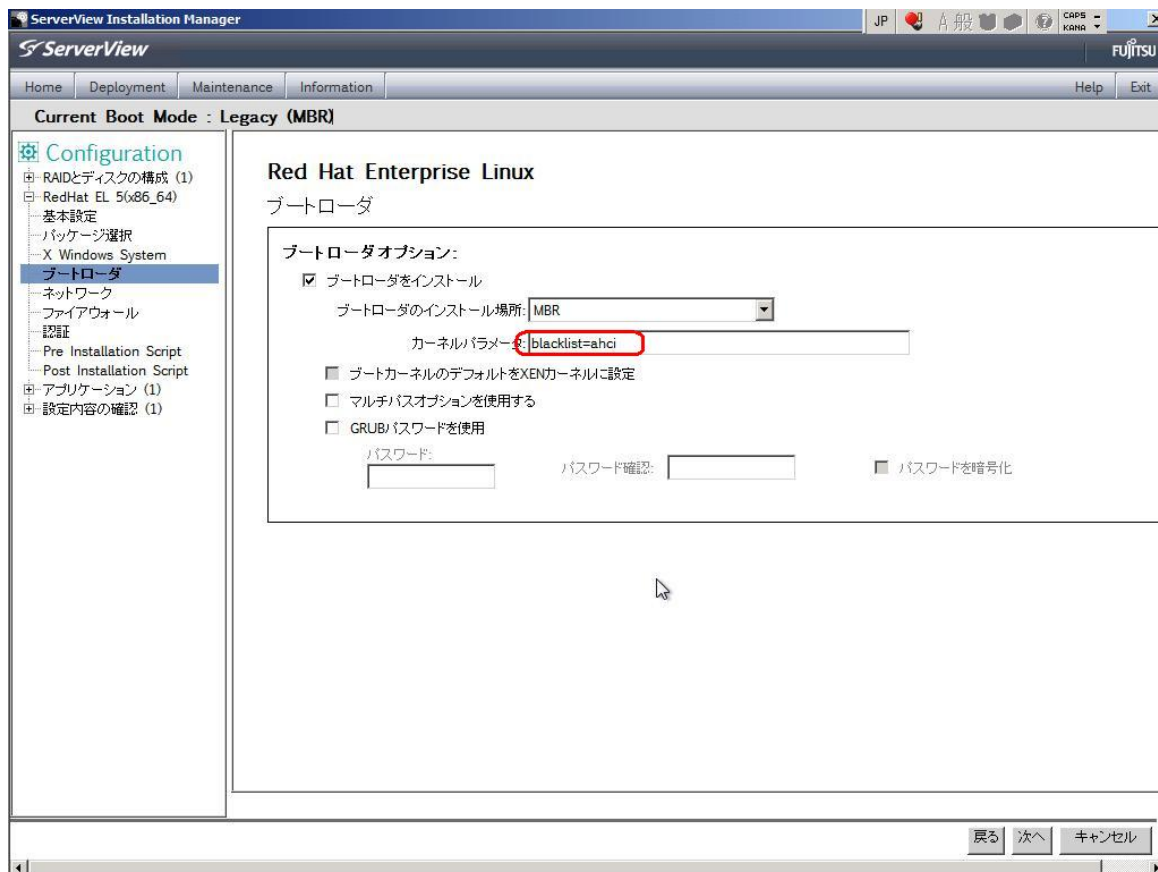 ServerView Installation Manager
JP A 般 CAPS KANA
ServerView FUJITSU
Home Deployment Maintenance Information Help Exit
Current Boot Mode : Legacy (MBR)
Configuration
RAIDとディスクの構成 (1)
RedHat EL 5(x86_64)
基本設定
パッケージ選択
X Windows System
ブートローダ
ネットワーク
ファイアウォール
認証
Pre Installation Script
Post Installation Script
アプリケーション (1)
設定内容の確認 (1)
Red Hat Enterprise Linux
ブートローダ
ブートローダオプション:
ブートローダをインストール
ブートローダのインストール場所: MBR
カーネルパラメータ: blacklist=ahci
ブートカーネルのデフォルトをXENカーネルに設定
マルチパスオプションを使用する
GRUBパスワードを使用
パスワード:
パスワード確認:
パスワードを暗号化
戻る 次へ キャンセル